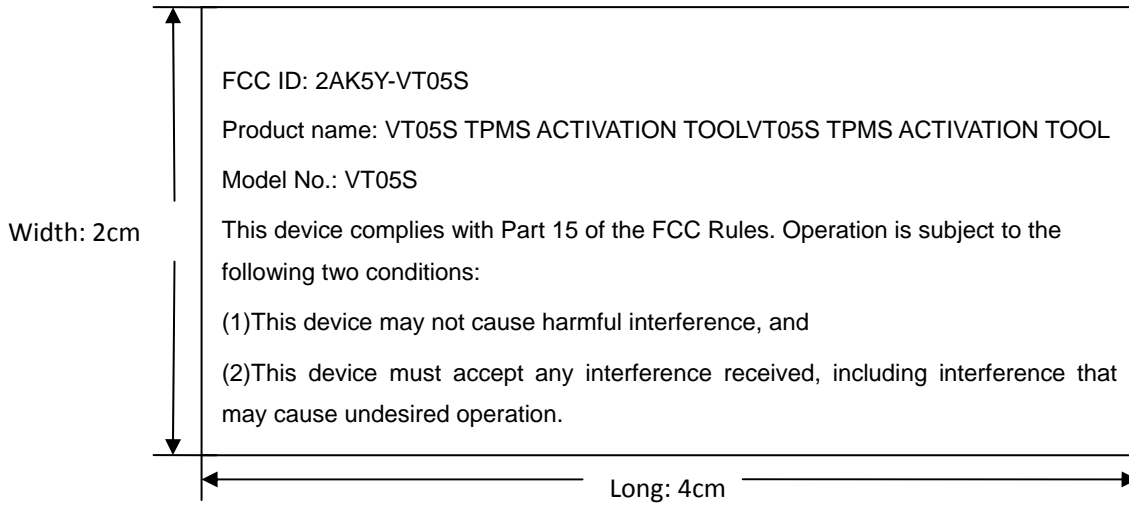 FCC ID: 2AK5Y-VT05S
Product name: VT05S TPMS ACTIVATION TOOLVT05S TPMS ACTIVATION TOOL
Model No.: VT05S
Width: 2cm
This device complies with Part 15 of the FCC Rules. Operation is subject to the
following two conditions:
(1)This device may not cause harmful interference, and
(2)This device must accept any interference received, including interference that
may cause undesired operation.
Long: 4cm